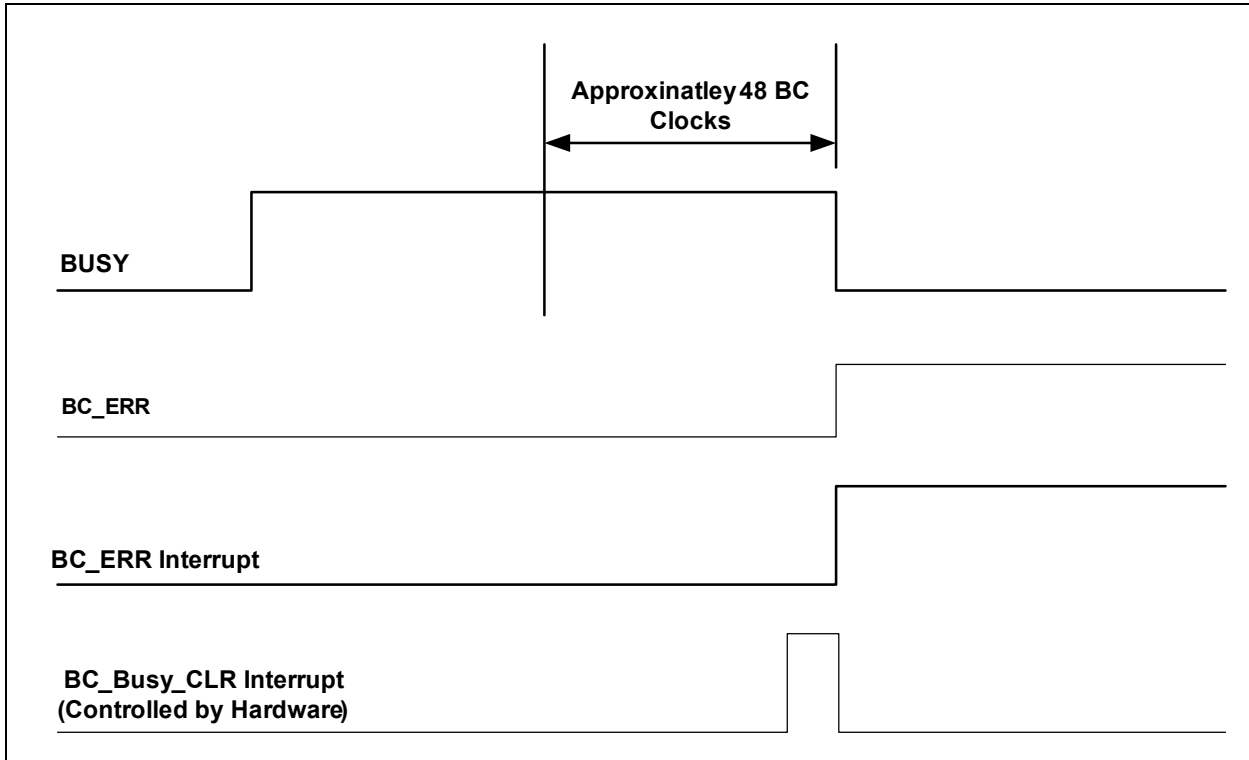 Approxinatley 48 BC
Clocks
BUSY
BC_ERR
BC_ERR Interrupt
BC_Busy_CLR Interrupt
(Controlled by Hardware)